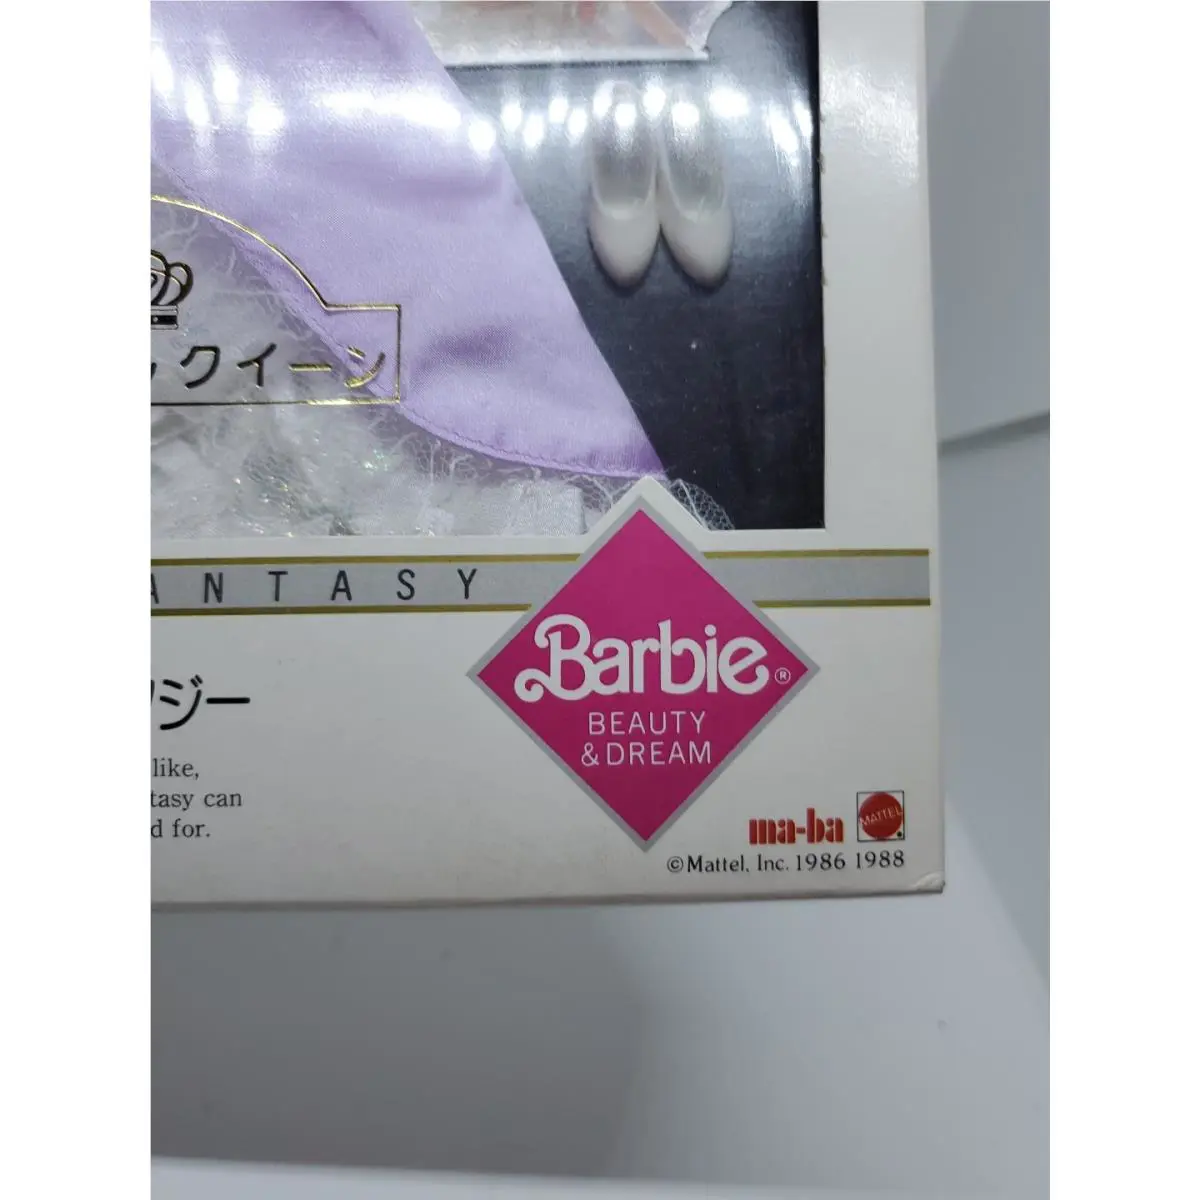 クイーン
ANTASY
Barbie®
BEAUTY
& DREAM
ジー
like,
tasy can
d for.
ma-ba
MATTEL
©Mattel, Inc. 1986 1988